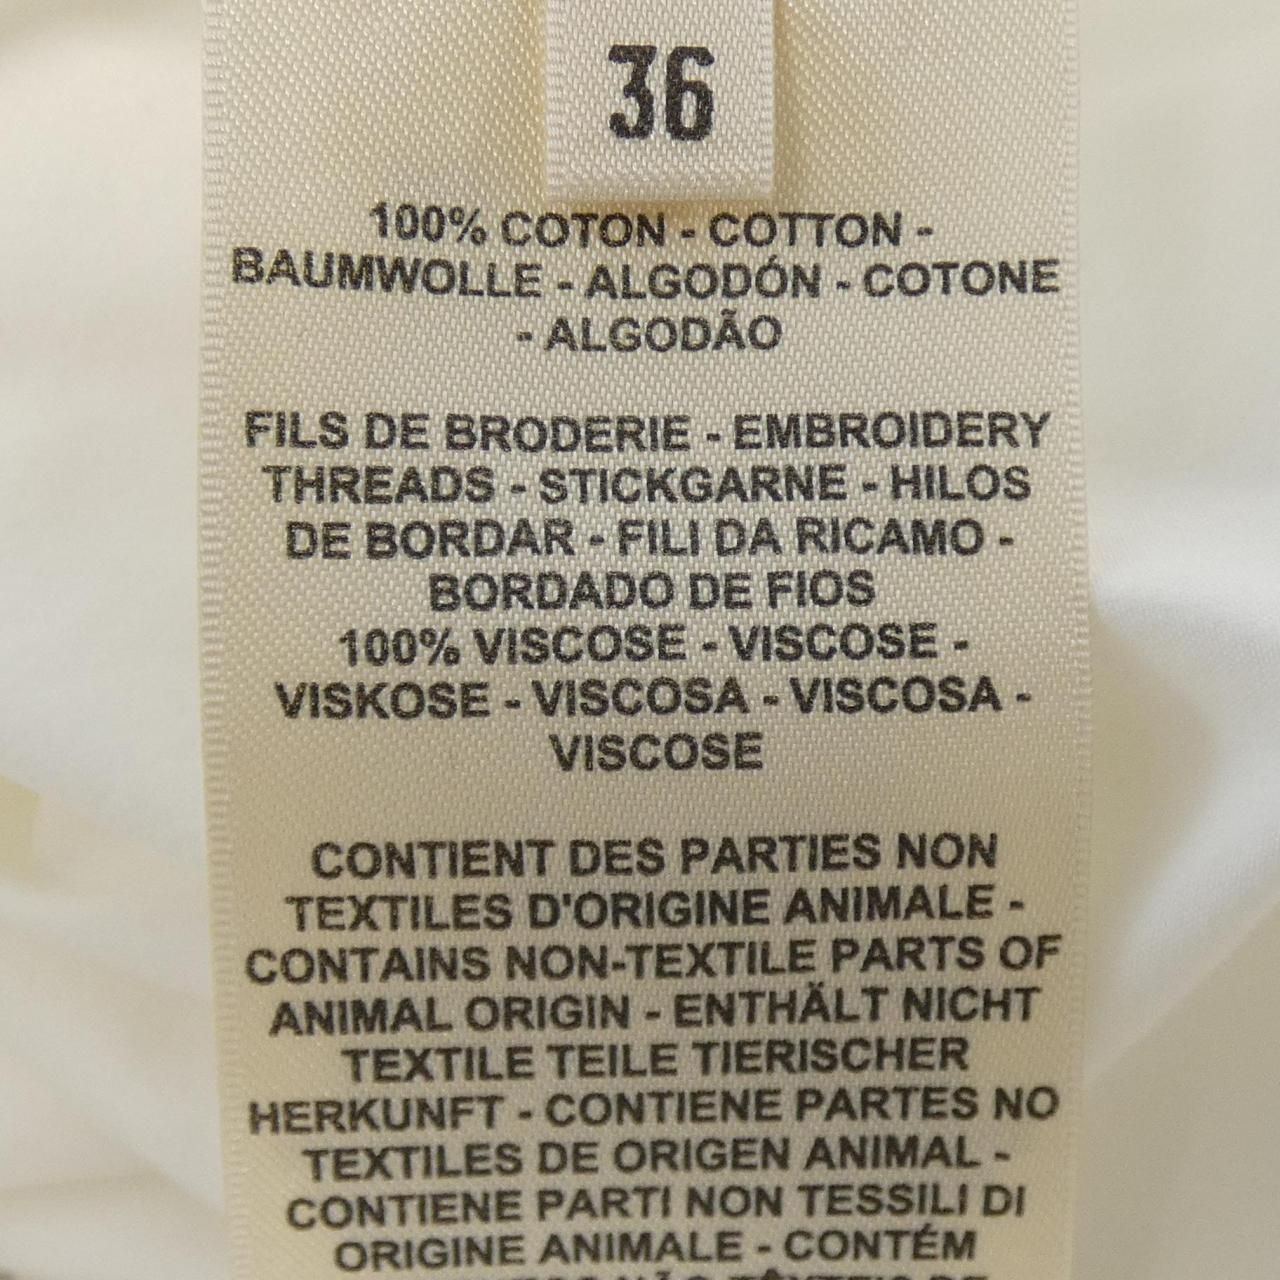 36
100% COTON - COTTON -
BAUMWOLLE - ALGODÓN - COTONE
- ALGODÃO
FILS DE BRODERIE - EMBROIDERY
THREADS - STICKGARNE - HILOS
DE BORDAR - FILI DA RICAMO -
BORDADO DE FIOS
100% VISCOSE - VISCOSE -
VISKOSE - VISCOSA - VISCOSA -
VISCOSE
CONTIENT DES PARTIES NON
TEXTILES D'ORIGINE ANIMALE -
CONTAINS NON-TEXTILE PARTS OF
ANIMAL ORIGIN - ENTHÄLT NICHT
TEXTILE TEILE TIERISCHER
HERKUNFT - CONTIENE PARTES NO
TEXTILES DE ORIGEN ANIMAL -
CONTIENE PARTI NON TESSILI DI
ORIGINE ANIMALE - CONTÉM